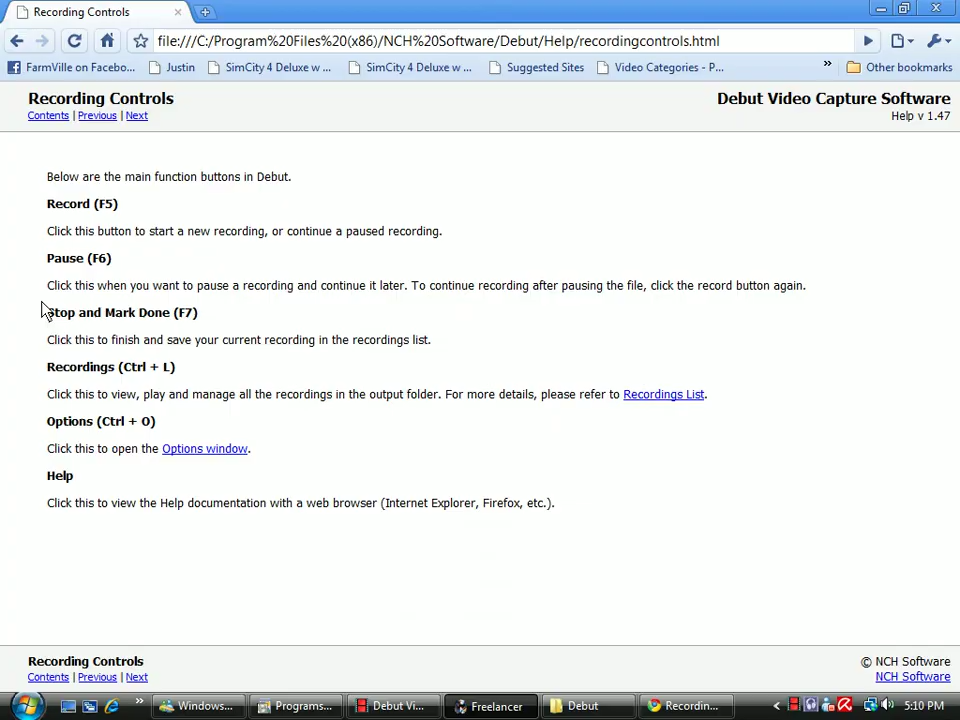 Recording Controls
file:///C:/Program%20Files%20(x86)/NCH%20Software/Debut/Help/recordingcontrols.html
FarmVille on Facebo... Justin SimCity 4 Deluxe w ... SimCity 4 Deluxe w ... Suggested Sites Video Categories - P... » Other bookmarks
Recording Controls Debut Video Capture Software
Contents | Previous | Next Help v 1.47
Below are the main function buttons in Debut.
Record (F5)
Click this button to start a new recording, or continue a paused recording.
Pause (F6)
Click this when you want to pause a recording and continue it later. To continue recording after pausing the file, click the record button again.
Stop and Mark Done (F7)
Click this to finish and save your current recording in the recordings list.
Recordings (Ctrl + L)
Click this to view, play and manage all the recordings in the output folder. For more details, please refer to Recordings List.
Options (Ctrl + O)
Click this to open the Options window.
Help
Click this to view the Help documentation with a web browser (Internet Explorer, Firefox, etc.).
Recording Controls © NCH Software
Contents | Previous | Next NCH Software
» Windows... Programs... Debut Vi... Freelancer Debut Recordin... < 5:10 PM